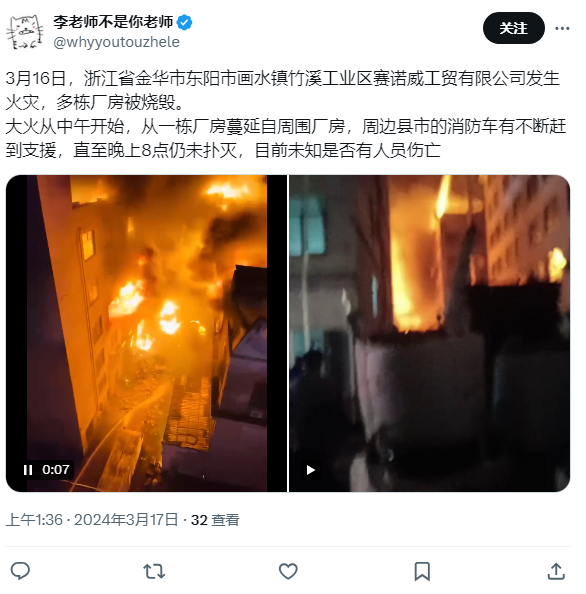 李老师不是你老师
@whyyoutouzhele
关注
3月16日，浙江省金华市东阳市画水镇竹溪工业区赛诺威工贸有限公司发生
火灾，多栋厂房被烧毁。
大火从中午开始，从一栋厂房蔓延自周围厂房，周边县市的消防车有不断赶
到支援，直至晚上8点仍未扑灭，目前未知是否有人员伤亡
0:07
上午1:36 · 2024年3月17日 · 32 查看